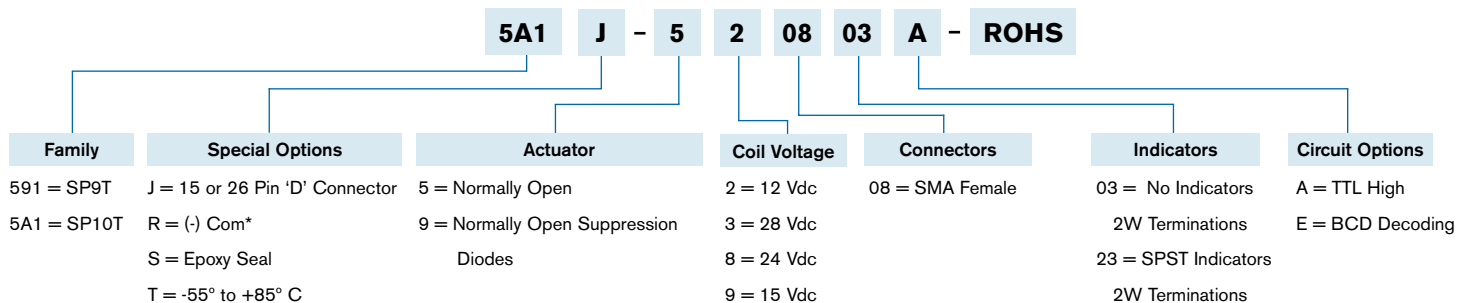 5A1 J – 5 2 08 03 A – ROHS
Family
591 = SP9T
5A1 = SP10T
Special Options
J = 15 or 26 Pin ‘D’ Connector
R = (-) Com*
S = Epoxy Seal
T = -55º to +85º C
Actuator
5 = Normally Open
9 = Normally Open Suppression
Diodes
Coil Voltage
2 = 12 Vdc
3 = 28 Vdc
8 = 24 Vdc
9 = 15 Vdc
Connectors
08 = SMA Female
Indicators
03 = No Indicators
2W Terminations
23 = SPST Indicators
2W Terminations
Circuit Options
A = TTL High
E = BCD Decoding